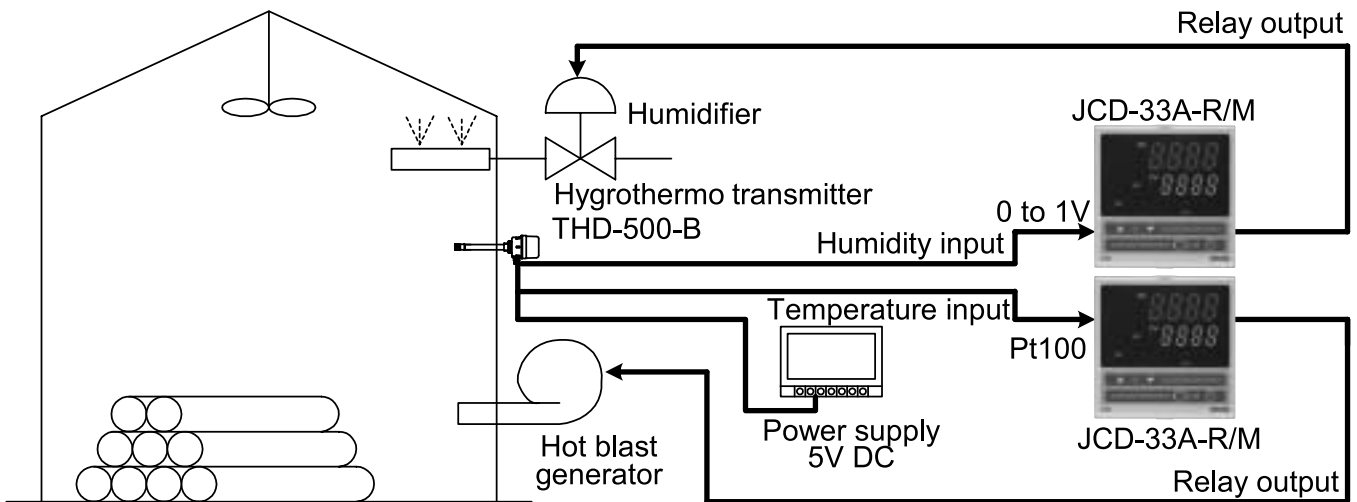 Relay output
Humidifier
JCD-33A-R/M
Hygrothermo transmitter
THD-500-B
0 to 1V
Humidity input
Temperature input
Pt100
Power supply
5V DC
Hot blast
generator
JCD-33A-R/M
Relay output